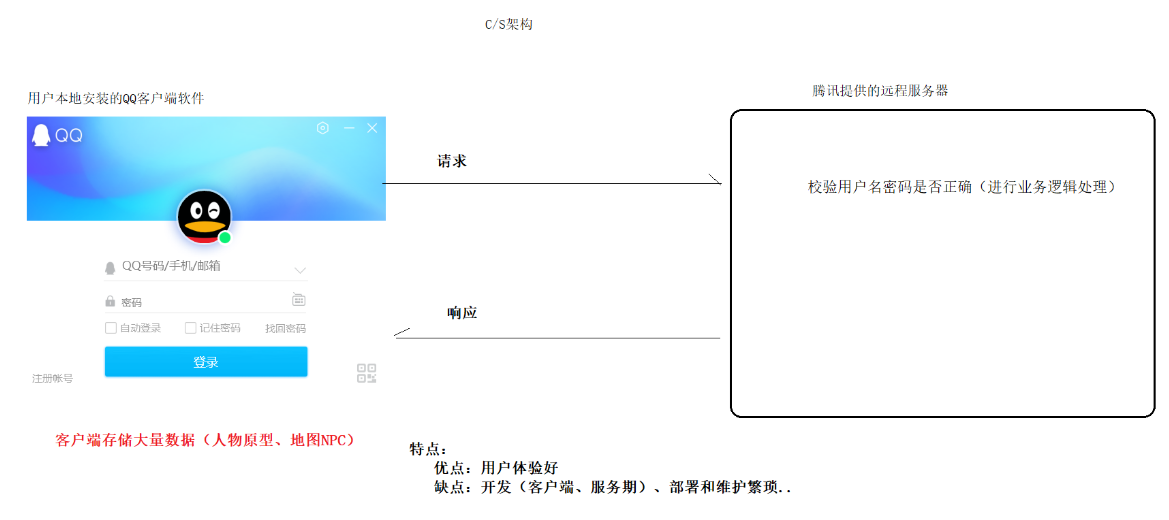 C/S架构
用户本地安装的QQ客户端软件
腾讯提供的远程服务器
QQ
请求
校验用户名密码是否正确（进行业务逻辑处理）
QQ号码/手机/邮箱
密码
响应
自动登录 记住密码 找回密码
登录
注册帐号
客户端存储大量数据（人物原型、地图NPC）
特点：
优点：用户体验好
缺点：开发（客户端、服务期）、部署和维护繁琐..